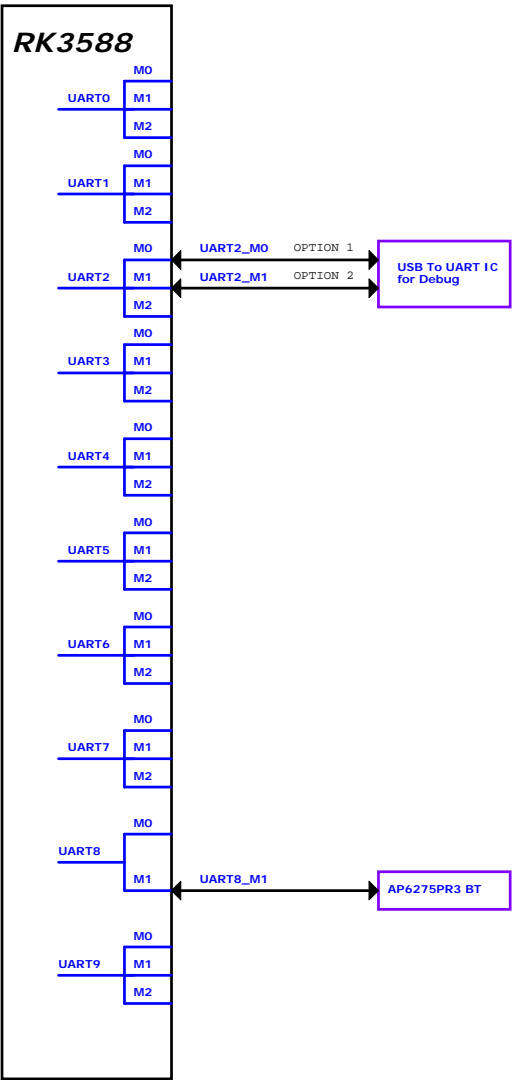 RK3588
M0
UART0 M1
M2
M0
UART1 M1
M2
M0 UART2_M0 OPTION 1
UART2 M1 UART2_M1 OPTION 2
M2
USB To UART IC
for Debug
M0
UART3 M1
M2
M0
UART4 M1
M2
M0
UART5 M1
M2
M0
UART6 M1
M2
M0
UART7 M1
M2
M0
UART8
M1 UART8_M1 AP6275PR3 BT
M0
UART9 M1
M2